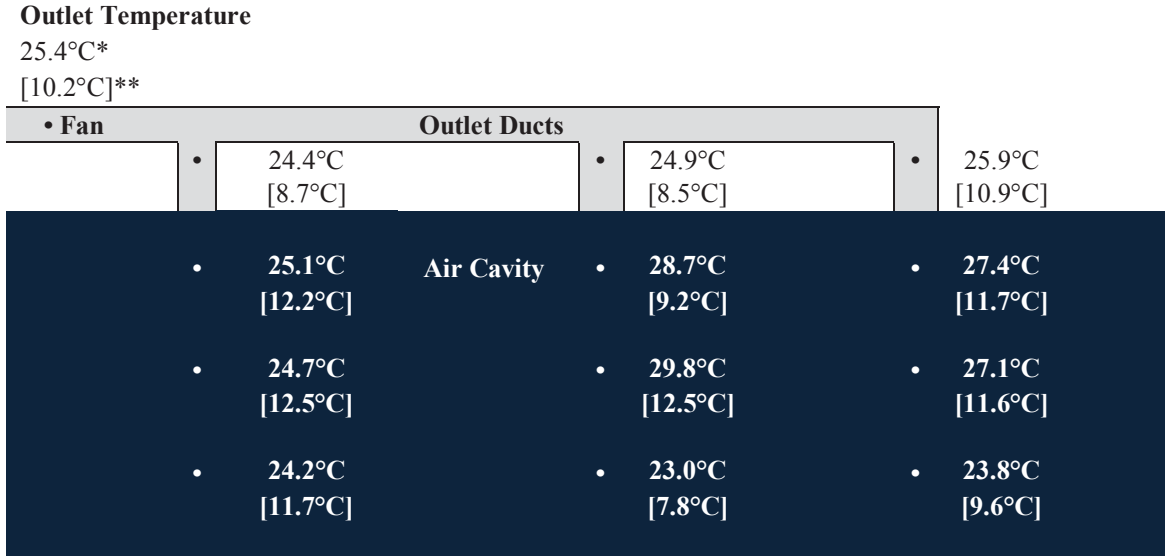 Outlet Temperature
25.4°C*
[10.2°C]**
• Fan Outlet Ducts
• 24.4°C • 24.9°C • 25.9°C
[8.7°C] [8.5°C] [10.9°C]
• 25.1°C Air Cavity • 28.7°C • 27.4°C
[12.2°C] [9.2°C] [11.7°C]
• 24.7°C • 29.8°C • 27.1°C
[12.5°C] [12.5°C] [11.6°C]
• 24.2°C • 23.0°C • 23.8°C
[11.7°C] [7.8°C] [9.6°C]